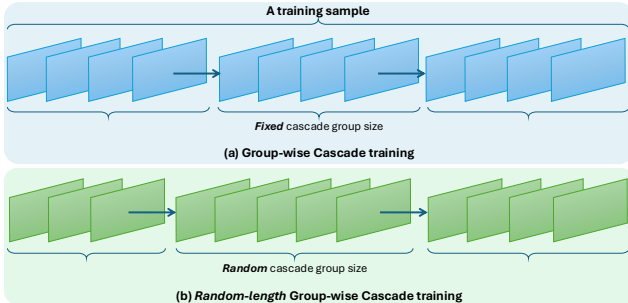 A training sample
Fixed cascade group size
(a) Group-wise Cascade training
Random cascade group size
(b) Random-length Group-wise Cascade training